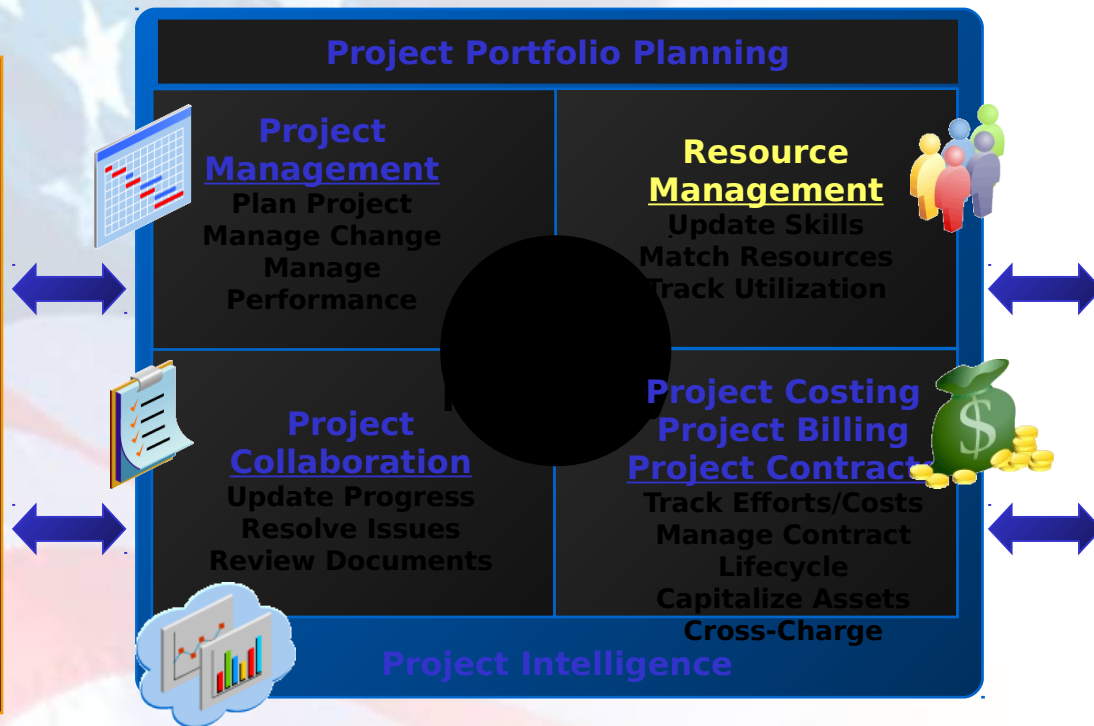 Project Portfolio Planning
Project
Management
Plan Project
Manage Change
Manage
Performance
Resource
Management
Update Skills
Match Resources
Track Utilization
Project
Collaboration
Update Progress
Resolve Issues
Review Documents
Project Costing
Project Billing
Project Contracts
Track Efforts/Costs
Manage Contract
Lifecycle
Capitalize Assets
Cross-Charge
Project Intelligence